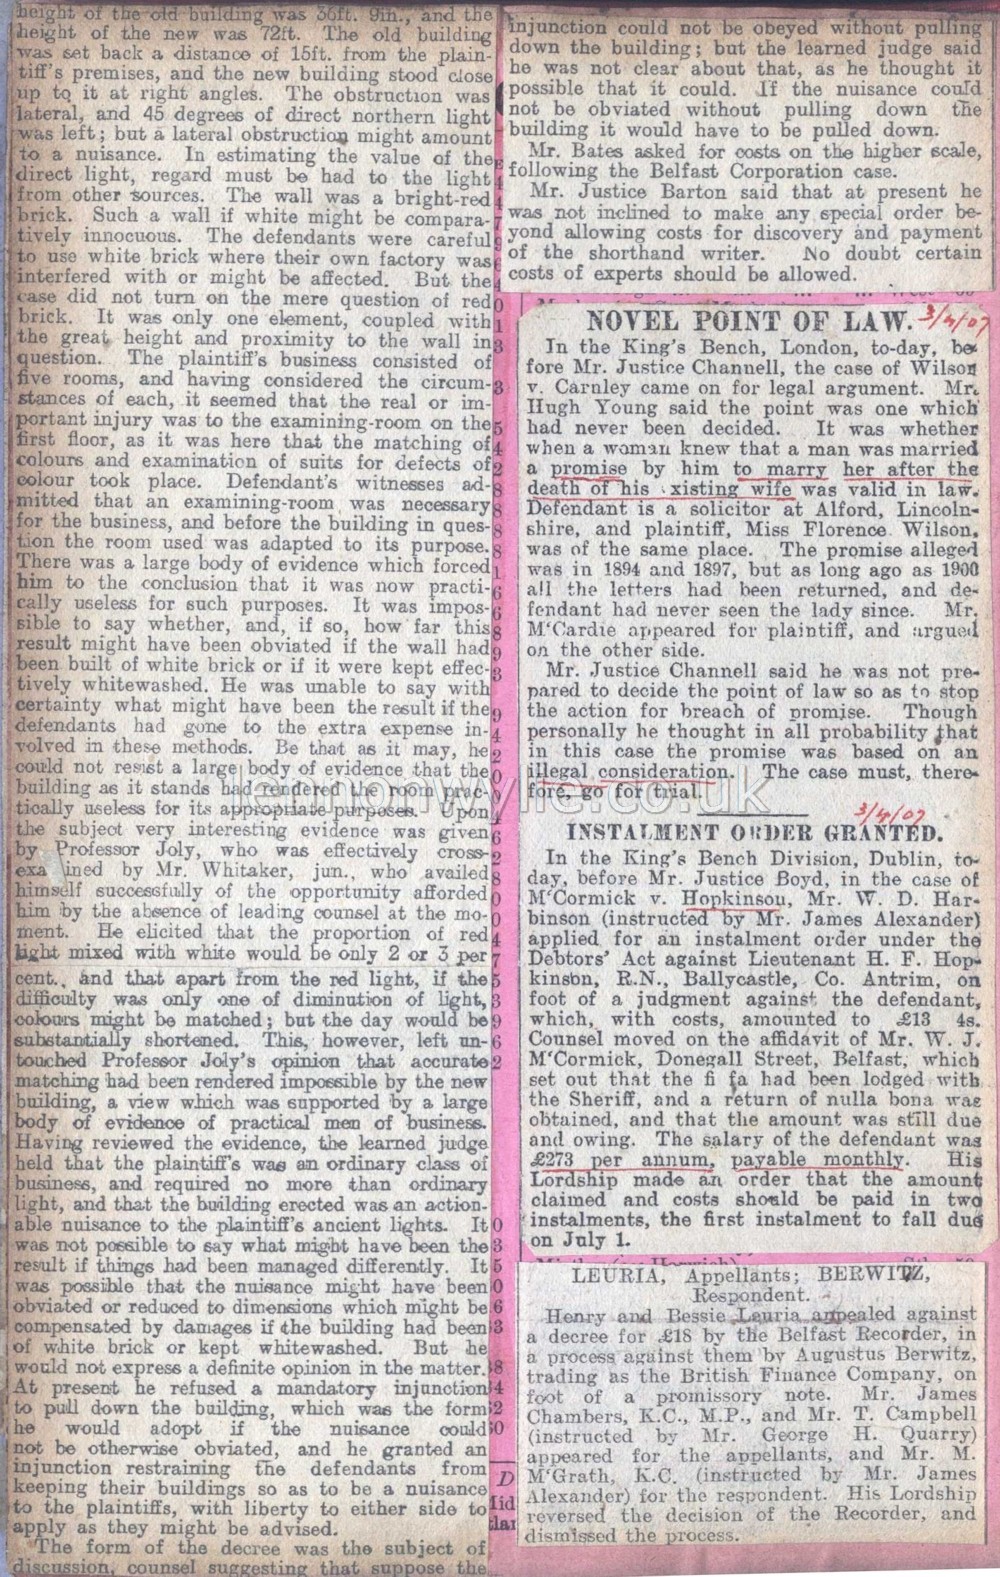 height of the old building was 36ft. 9in., and the
height of the new was 72ft. The old building
was set back a distance of 15ft. from the plain-
tiff's premises, and the new building stood close
up to it at right angles. The obstruction was
lateral, and 45 degrees of direct northern light
was left; but a lateral obstruction might amount
to a nuisance. In estimating the value of the
direct light, regard must be had to the light
from other sources. The wall was a bright-red
brick. Such a wall if white might be compara-
tively innocuous. The defendants were careful
to use white brick where their own factory was
interfered with or might be affected. But the
case did not turn on the mere question of red
brick. It was only one element, coupled with
the great height and proximity to the wall in
question. The plaintiff's business consisted of
five rooms, and having considered the circum-
stances of each, it seemed that the real or im-
portant injury was to the examining-room on the
first floor, as it was here that the matching of
colours and examination of suits for defects of
colour took place. Defendant's witnesses ad-
mitted that an examining-room was necessary
for the business, and before the building in ques-
tion the room used was adapted to its purpose.
There was a large body of evidence which forced
him to the conclusion that it was now practi-
cally useless for such purposes. It was impos-
sible to say whether, and, if so, how far this
result might have been obviated if the wall had
been built of white brick or if it were kept effec-
tively whitewashed. He was unable to say with
certainty what might have been the result if the
defendants had gone to the extra expense in-
volved in these methods. Be that as it may, he
could not resist a large body of evidence that the
building as it stands had rendered the room prac-
tically useless for its appropriate purposes. Upon
the subject very interesting evidence was given
by Professor Joly, who was effectively cross-
exa ined by Mr. Whitaker, jun., who availed
himself successfully of the opportunity afforded
him by the absence of leading counsel at the mo-
ment. He elicited that the proportion of red
light mixed with white would be only 2 or 3 per
cent., and that apart from the red light, if the
difficulty was only one of diminution of light,
colours might be matched; but the day would be
substantially shortened. This, however, left un-
touched Professor Joly's opinion that accurate
matching had been rendered impossible by the new
building, a view which was supported by a large
body of evidence of practical men of business.
Having reviewed the evidence, the learned judge
held that the plaintiff's was an ordinary class of
business, and required no more than ordinary
light, and that the building erected was an action-
able nuisance to the plaintiff's ancient lights. It
was not possible to say what might have been the
result if things had been managed differently. It
was possible that the nuisance might have been
obviated or reduced to dimensions which might be
compensated by damages if the building had been
of white brick or kept whitewashed. But he
would not express a definite opinion in the matter.
At present he refused a mandatory injunction
to pull down the building, which was the form
he would adopt if the nuisance could
not be otherwise obviated, and he granted an
injunction restraining the defendants from
keeping their buildings so as to be a nuisance
to the plaintiffs, with liberty to either side to
apply as they might be advised.
The form of the decree was the subject of
discussion, counsel suggesting that suppose the
injunction could not be obeyed without pulling
down the building; but the learned judge said
he was not clear about that, as he thought it
possible that it could. If the nuisance could
not be obviated without pulling down the
building it would have to be pulled down.
Mr. Bates asked for costs on the higher scale,
following the Belfast Corporation case.
Mr. Justice Barton said that at present he
was not inclined to make any special order be-
yond allowing costs for discovery and payment
of the shorthand writer. No doubt certain
costs of experts should be allowed.
NOVEL POINT OF LAW. 3/4/07
In the King's Bench, London, to-day, be-
fore Mr. Justice Channell, the case of Wilson
v. Carnley came on for legal argument. Mr.
Hugh Young said the point was one which
had never been decided. It was whether
when a woman knew that a man was married
a promise by him to marry her after the
death of his xisting wife was valid in law.
Defendant is a solicitor at Alford, Lincoln-
shire, and plaintiff, Miss Florence Wilson,
was of the same place. The promise alleged
was in 1894 and 1897, but as long ago as 1900
all the letters had been returned, and de-
fendant had never seen the lady since. Mr.
M'Cardie appeared for plaintiff, and argued
on the other side.
Mr. Justice Channell said he was not pre-
pared to decide the point of law so as to stop
the action for breach of promise. Though
personally he thought in all probability that
in this case the promise was based on an
illegal consideration. The case must, there-
fore, go for trial.
lennonwylie.co.uk
3/4/07
INSTALMENT ORDER GRANTED.
In the King's Bench Division, Dublin, to-
day, before Mr. Justice Boyd, in the case of
M'Cormick v. Hopkinson, Mr. W. D. Har-
binson (instructed by Mr. James Alexander)
applied for an instalment order under the
Debtors' Act against Lieutenant H. F. Hop-
kinson, R.N., Ballycastle, Co. Antrim, on
foot of a judgment against the defendant,
which, with costs, amounted to £13 4s.
Counsel moved on the affidavit of Mr. W. J.
M'Cormick, Donegall Street, Belfast, which
set out that the fi fa had been lodged with
the Sheriff, and a return of nulla bona was
obtained, and that the amount was still due
and owing. The salary of the defendant was
£273 per annum, payable monthly. His
Lordship made an order that the amount
claimed and costs should be paid in two
instalments, the first instalment to fall due
on July 1.
LEURIA, Appellants; BERWITZ,
Respondent.
Henry and Bessie Lauria appealed against
a decree for £18 by the Belfast Recorder, in
a process against them by Augustus Berwitz,
trading as the British Finance Company, on
foot of a promissory note. Mr. James
Chambers, K.C., M.P., and Mr. T. Campbell
(instructed by Mr. George H. Quarry)
appeared for the appellants, and Mr. M.
M'Grath, K.C. (instructed by Mr. James
Alexander) for the respondent. His Lordship
reversed the decision of the Recorder, and
dismissed the process.